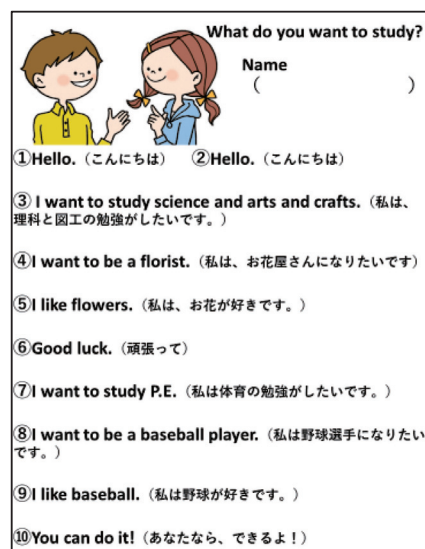 What do you want to study?
Name
(                    )
①Hello.（こんにちは） ②Hello.（こんにちは）
③ I want to study science and arts and crafts.（私は、
理科と図工の勉強がしたいです。）
④I want to be a florist.（私は、お花屋さんになりたいです）
⑤I like flowers.（私は、お花が好きです。）
⑥Good luck.（頑張って）
⑦I want to study P.E.（私は体育の勉強がしたいです。）
⑧I want to be a baseball player.（私は野球選手になりたい
です。）
⑨I like baseball.（私は野球が好きです。）
⑩You can do it!（あなたなら、できるよ！）